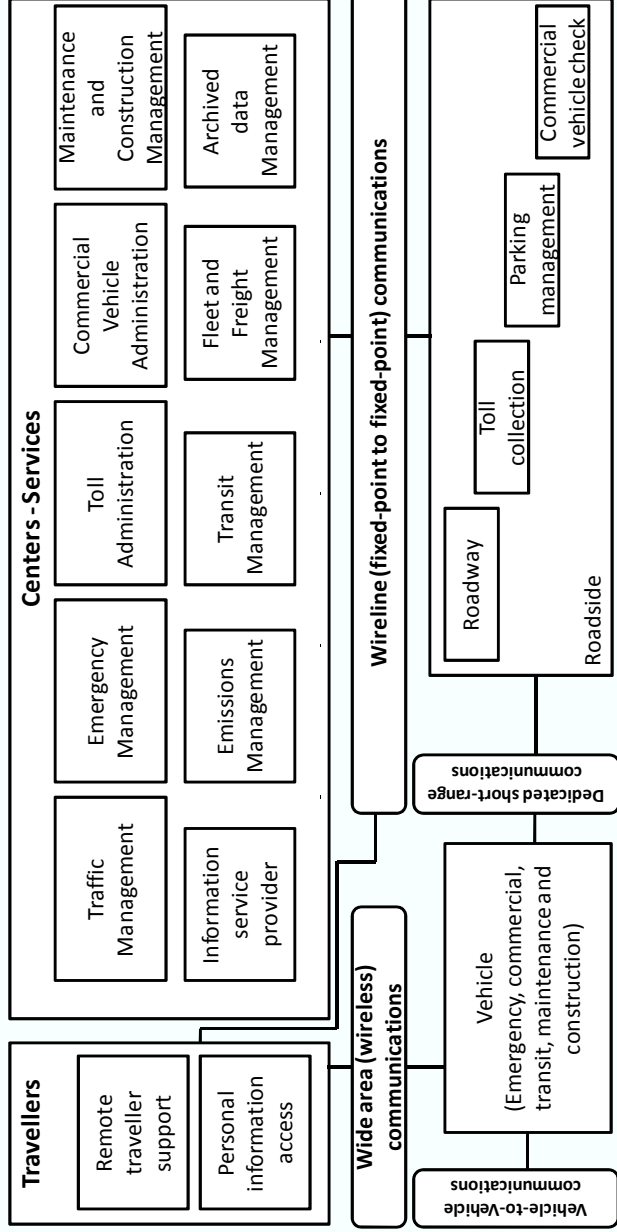 Travellers
Remote
traveller
support
Personal
information
access
Centers - Services
Traffic
Management
Emergency
Management
Toll
Administration
Commercial
Vehicle
Administration
Maintenance
and
Construction
Management
Information
service
provider
Emissions
Management
Transit
Management
Fleet and
Freight
Management
Archived
data
Management
Wide area (wireless)
communications
Wireline (fixed-point to fixed-point) communications
Vehicle-to-Vehicle
communications
Vehicle
(Emergency, commercial,
transit, maintenance and
construction)
Dedicated short-range
communications
Roadside
Roadway
Toll
collection
Parking
management
Commercial
vehicle check